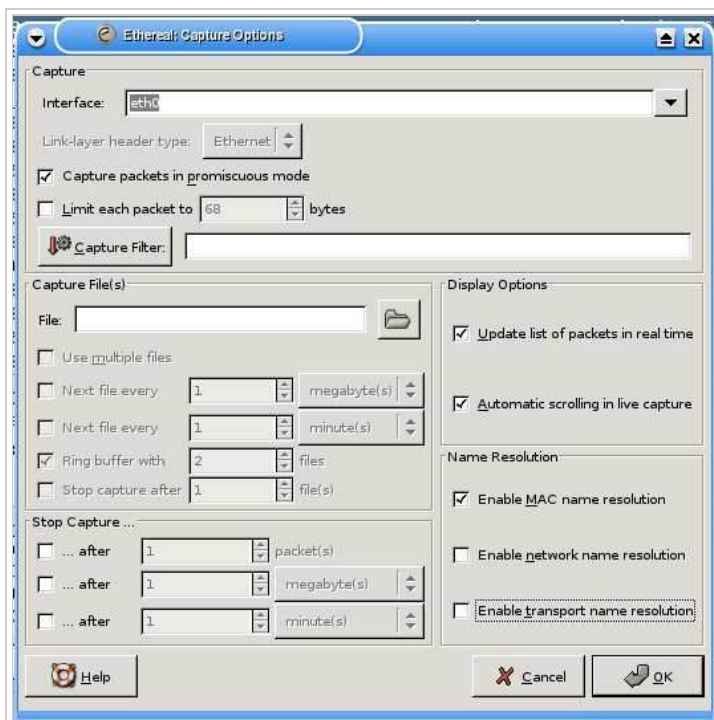 Ethereal: Capture Options
Capture
Interface: eth0
Link-layer header type: Ethernet
Capture packets in promiscuous mode
Limit each packet to 68 bytes
Capture Filter:
Capture File(s)
File:
Use multiple files
Next file every 1 megabyte(s)
Next file every 1 minute(s)
Ring buffer with 2 files
Stop capture after 1 file(s)
Stop Capture ...
... after 1 packet(s)
... after 1 megabyte(s)
... after 1 minute(s)
Display Options
Update list of packets in real time
Automatic scrolling in live capture
Name Resolution
Enable MAC name resolution
Enable network name resolution
Enable transport name resolution
Help
Cancel
OK